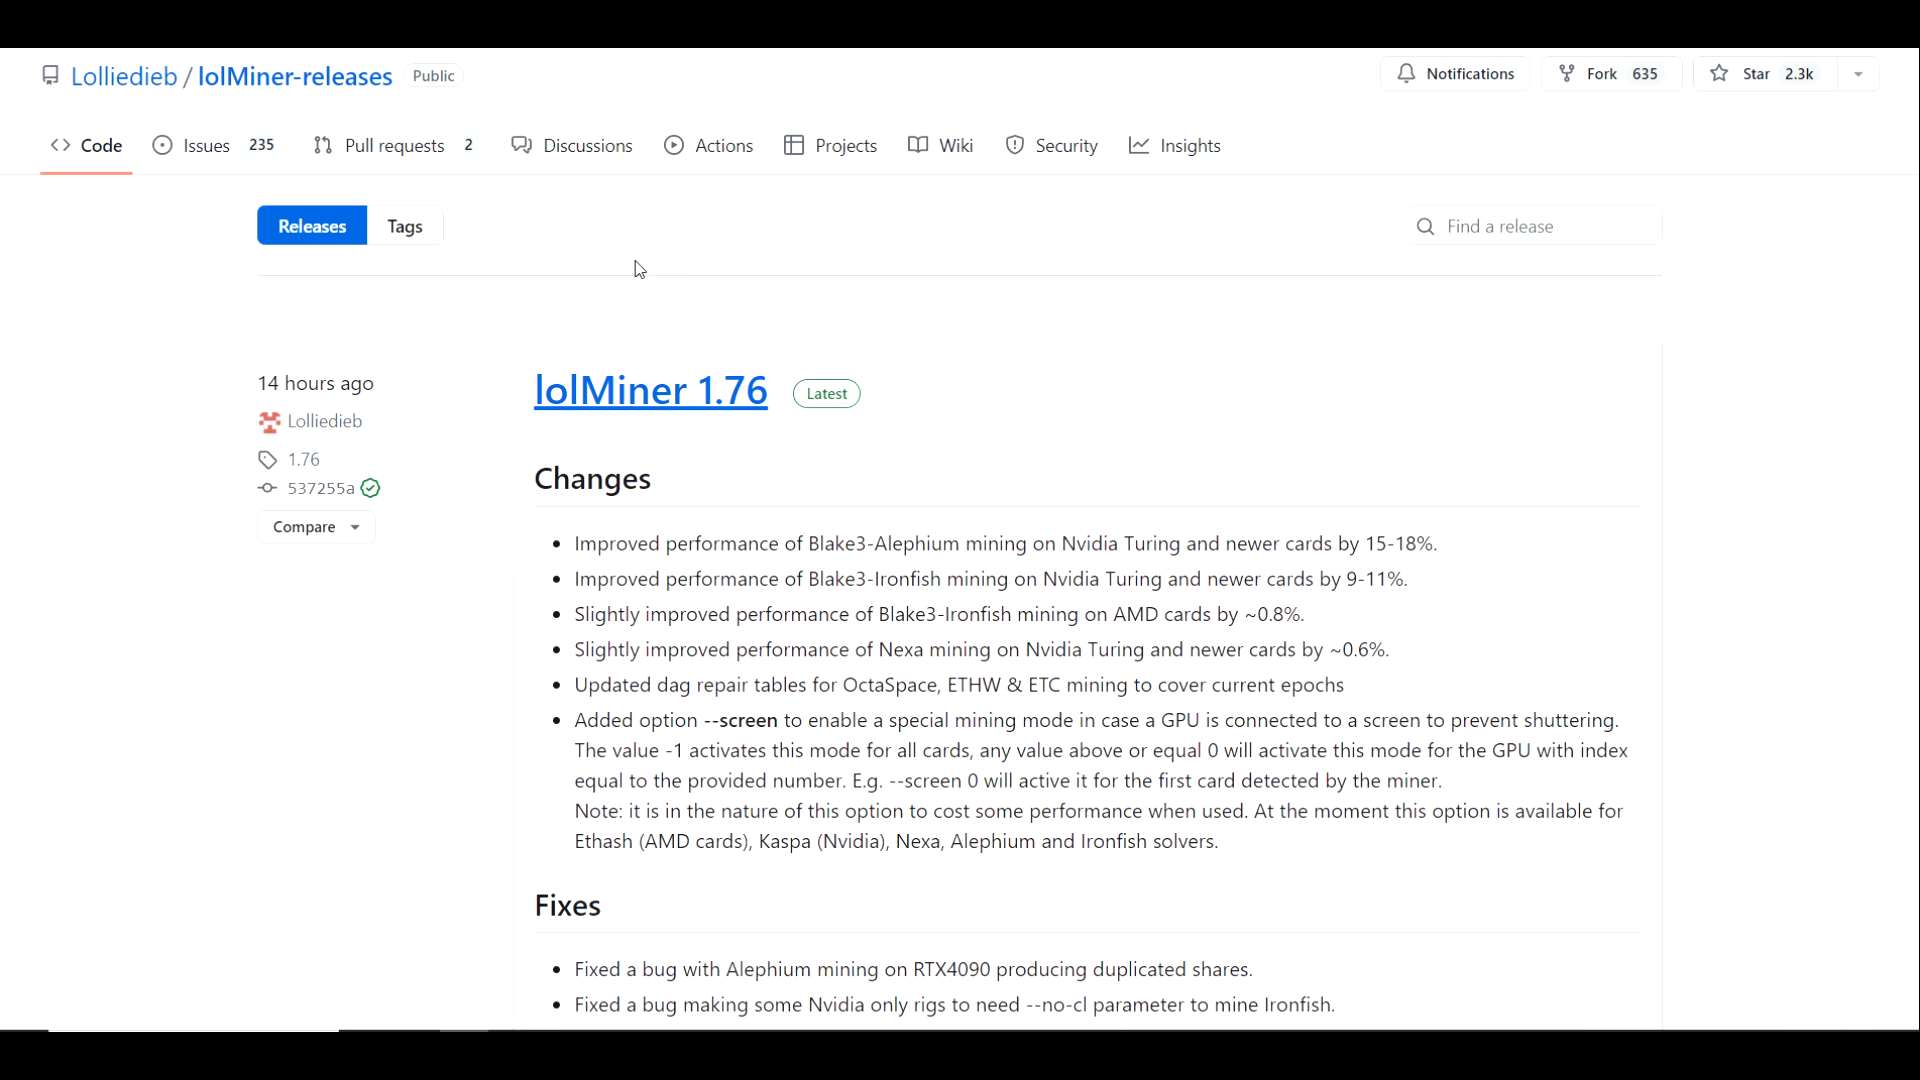 Lolliedieb / lolMiner-releases Public
Notifications Fork 635 Star 2.3k
Code Issues 235 Pull requests 2 Discussions Actions Projects Wiki Security Insights
Releases Tags Find a release
14 hours ago
Lolliedieb
1.76
537255a
Compare
lolMiner 1.76 Latest
Changes
Improved performance of Blake3-Alephium mining on Nvidia Turing and newer cards by 15-18%.
Improved performance of Blake3-Ironfish mining on Nvidia Turing and newer cards by 9-11%.
Slightly improved performance of Blake3-Ironfish mining on AMD cards by ~0.8%.
Slightly improved performance of Nexa mining on Nvidia Turing and newer cards by ~0.6%.
Updated dag repair tables for OctaSpace, ETHW & ETC mining to cover current epochs
Added option --screen to enable a special mining mode in case a GPU is connected to a screen to prevent shuttering.
The value -1 activates this mode for all cards, any value above or equal 0 will activate this mode for the GPU with index
equal to the provided number. E.g. --screen 0 will active it for the first card detected by the miner.
Note: it is in the nature of this option to cost some performance when used. At the moment this option is available for
Ethash (AMD cards), Kaspa (Nvidia), Nexa, Alephium and Ironfish solvers.
Fixes
Fixed a bug with Alephium mining on RTX4090 producing duplicated shares.
Fixed a bug making some Nvidia only rigs to need --no-cl parameter to mine Ironfish.